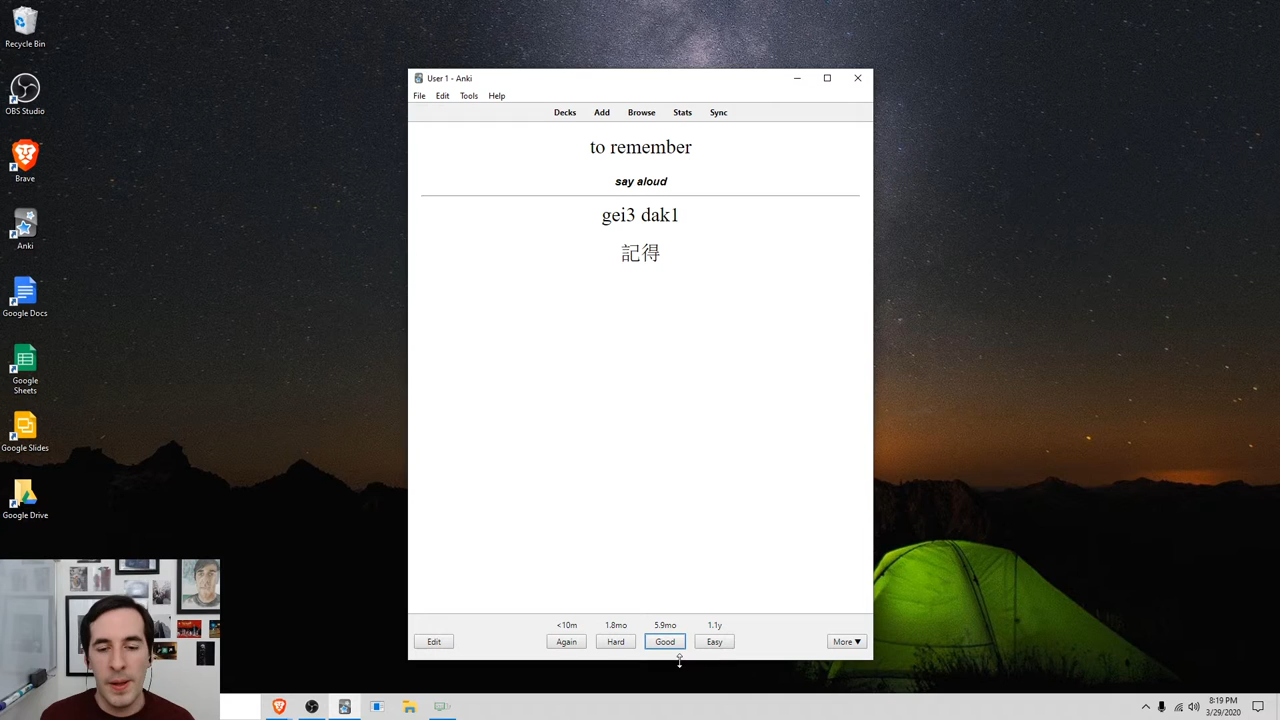 Recycle Bin
OBS Studio
Brave
Anki
Google Docs
Google
Sheets
Google Slides
Google Drive
User 1 - Anki
File Edit Tools Help
Decks Add Browse Stats Sync
to remember
say aloud
gei3 dak1
記得
<10m 1.8mo 5.9mo 1.1y
Edit Again Hard Good Easy More ▼
8:19 PM
3/29/2020